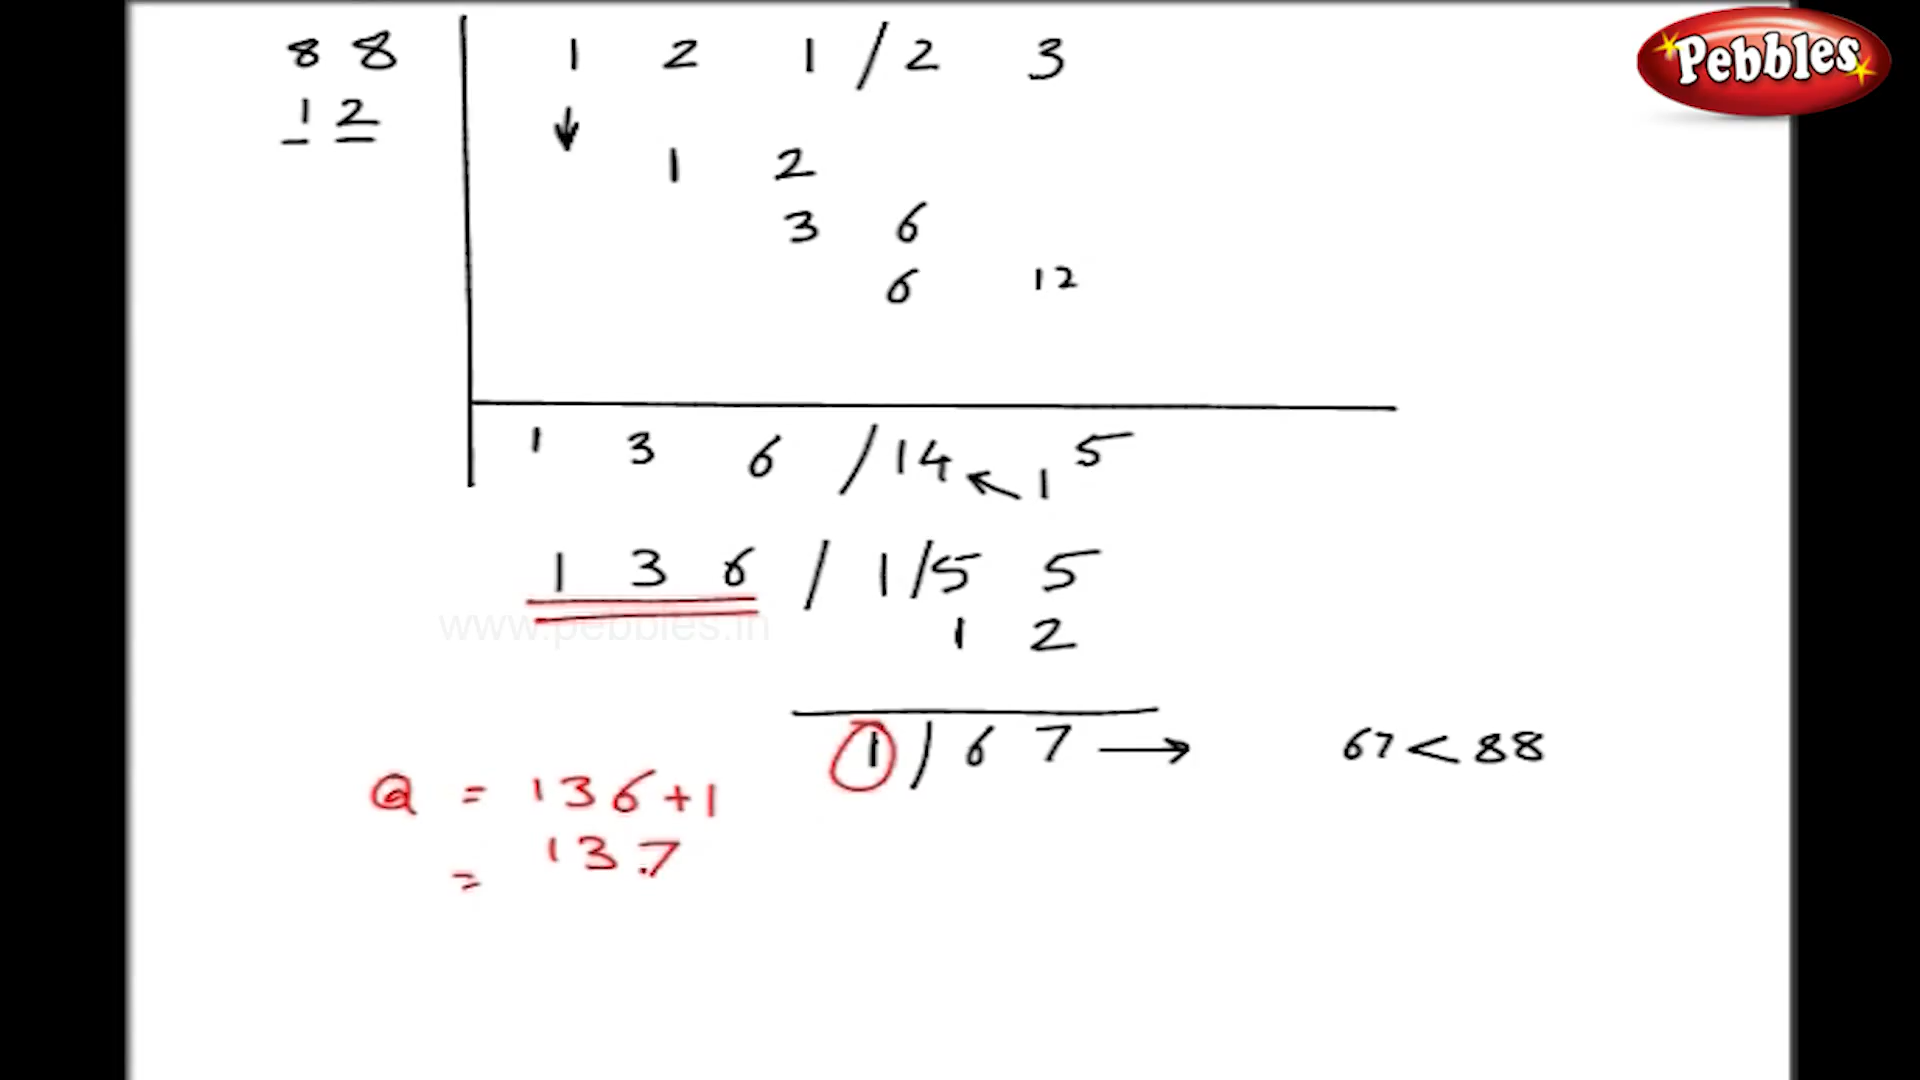 8 8 1 2 1 / 2 3
Pebbles
1 2
1 2
3 6
6 12
1 3 6 / 14 1 5
1 3 6 / 1/5 5
www.pebbles.in
1 2
1 / 6 7 67 < 88
Q = 136+1
= 137